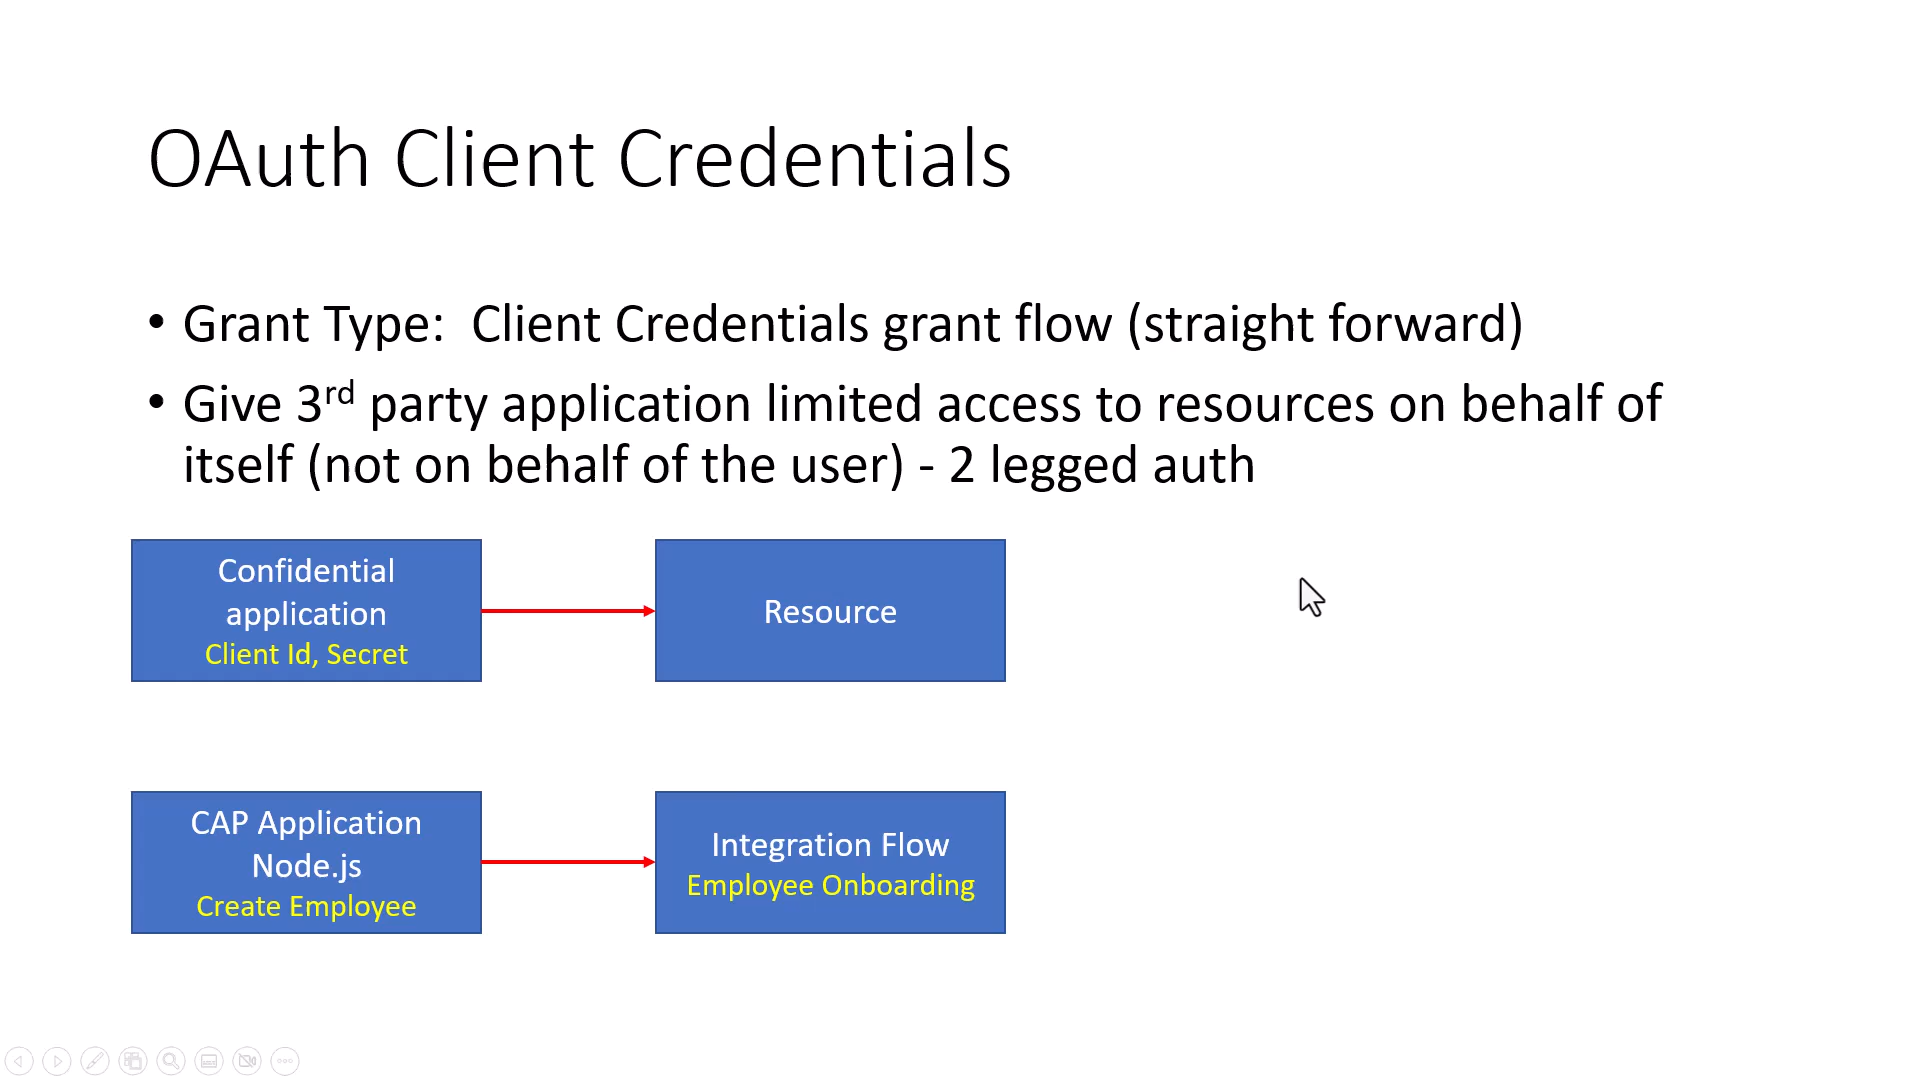 OAuth Client Credentials
• Grant Type:  Client Credentials grant flow (straight forward)
• Give 3rd party application limited access to resources on behalf of
itself (not on behalf of the user) - 2 legged auth
Confidential
application
Client Id, Secret
Resource
CAP Application
Node.js
Create Employee
Integration Flow
Employee Onboarding